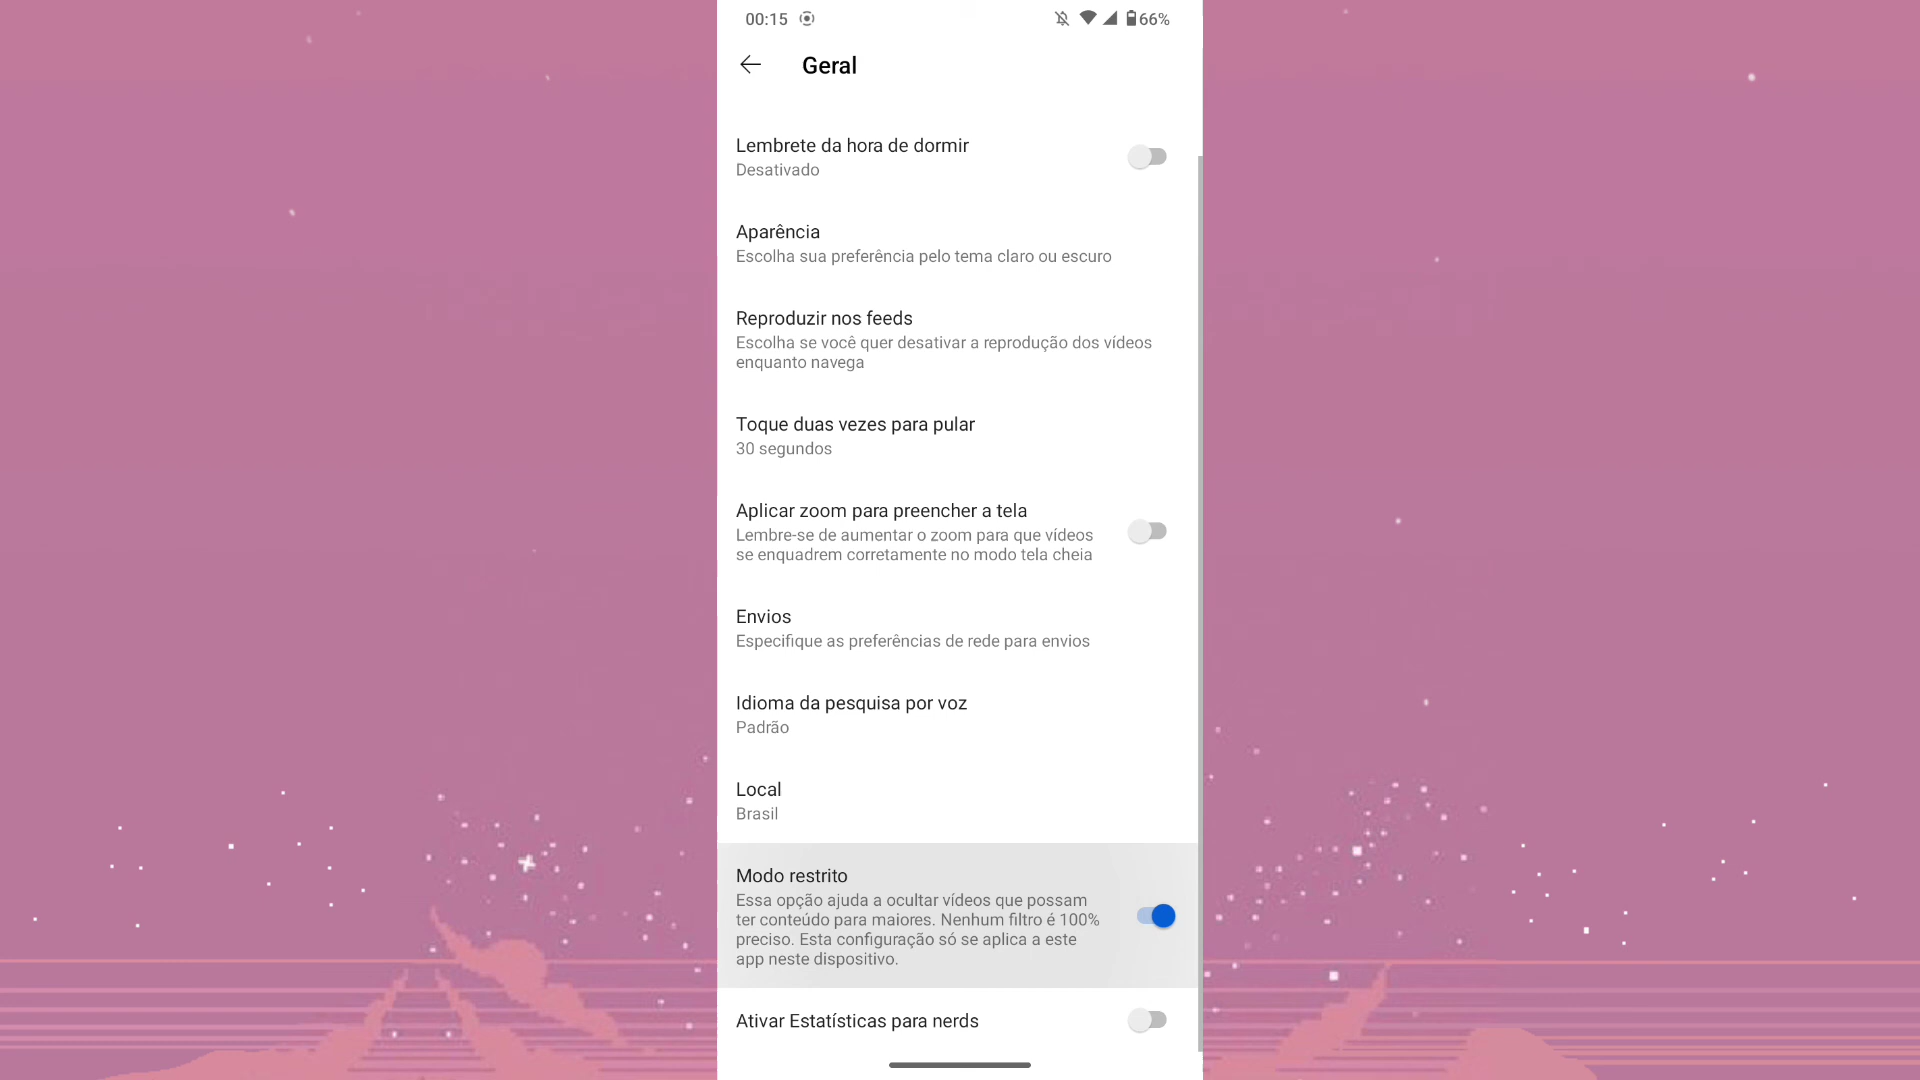 00:15
66%
Geral
Lembrete da hora de dormir
Desativado
Aparência
Escolha sua preferência pelo tema claro ou escuro
Reproduzir nos feeds
Escolha se você quer desativar a reprodução dos vídeos
enquanto navega
Toque duas vezes para pular
30 segundos
Aplicar zoom para preencher a tela
Lembre-se de aumentar o zoom para que vídeos
se enquadrem corretamente no modo tela cheia
Envios
Especifique as preferências de rede para envios
Idioma da pesquisa por voz
Padrão
Local
Brasil
Modo restrito
Essa opção ajuda a ocultar vídeos que possam
ter conteúdo para maiores. Nenhum filtro é 100%
preciso. Esta configuração só se aplica a este
app neste dispositivo.
Ativar Estatísticas para nerds